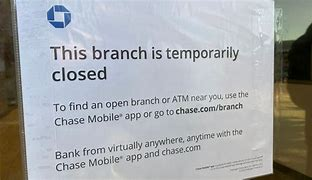 This branch is temporarily
closed
To find an open branch or ATM near you, use the
Chase Mobile® app or go to chase.com/branch
Bank from virtually anywhere, anytime with the
Chase Mobile® app and chase.com